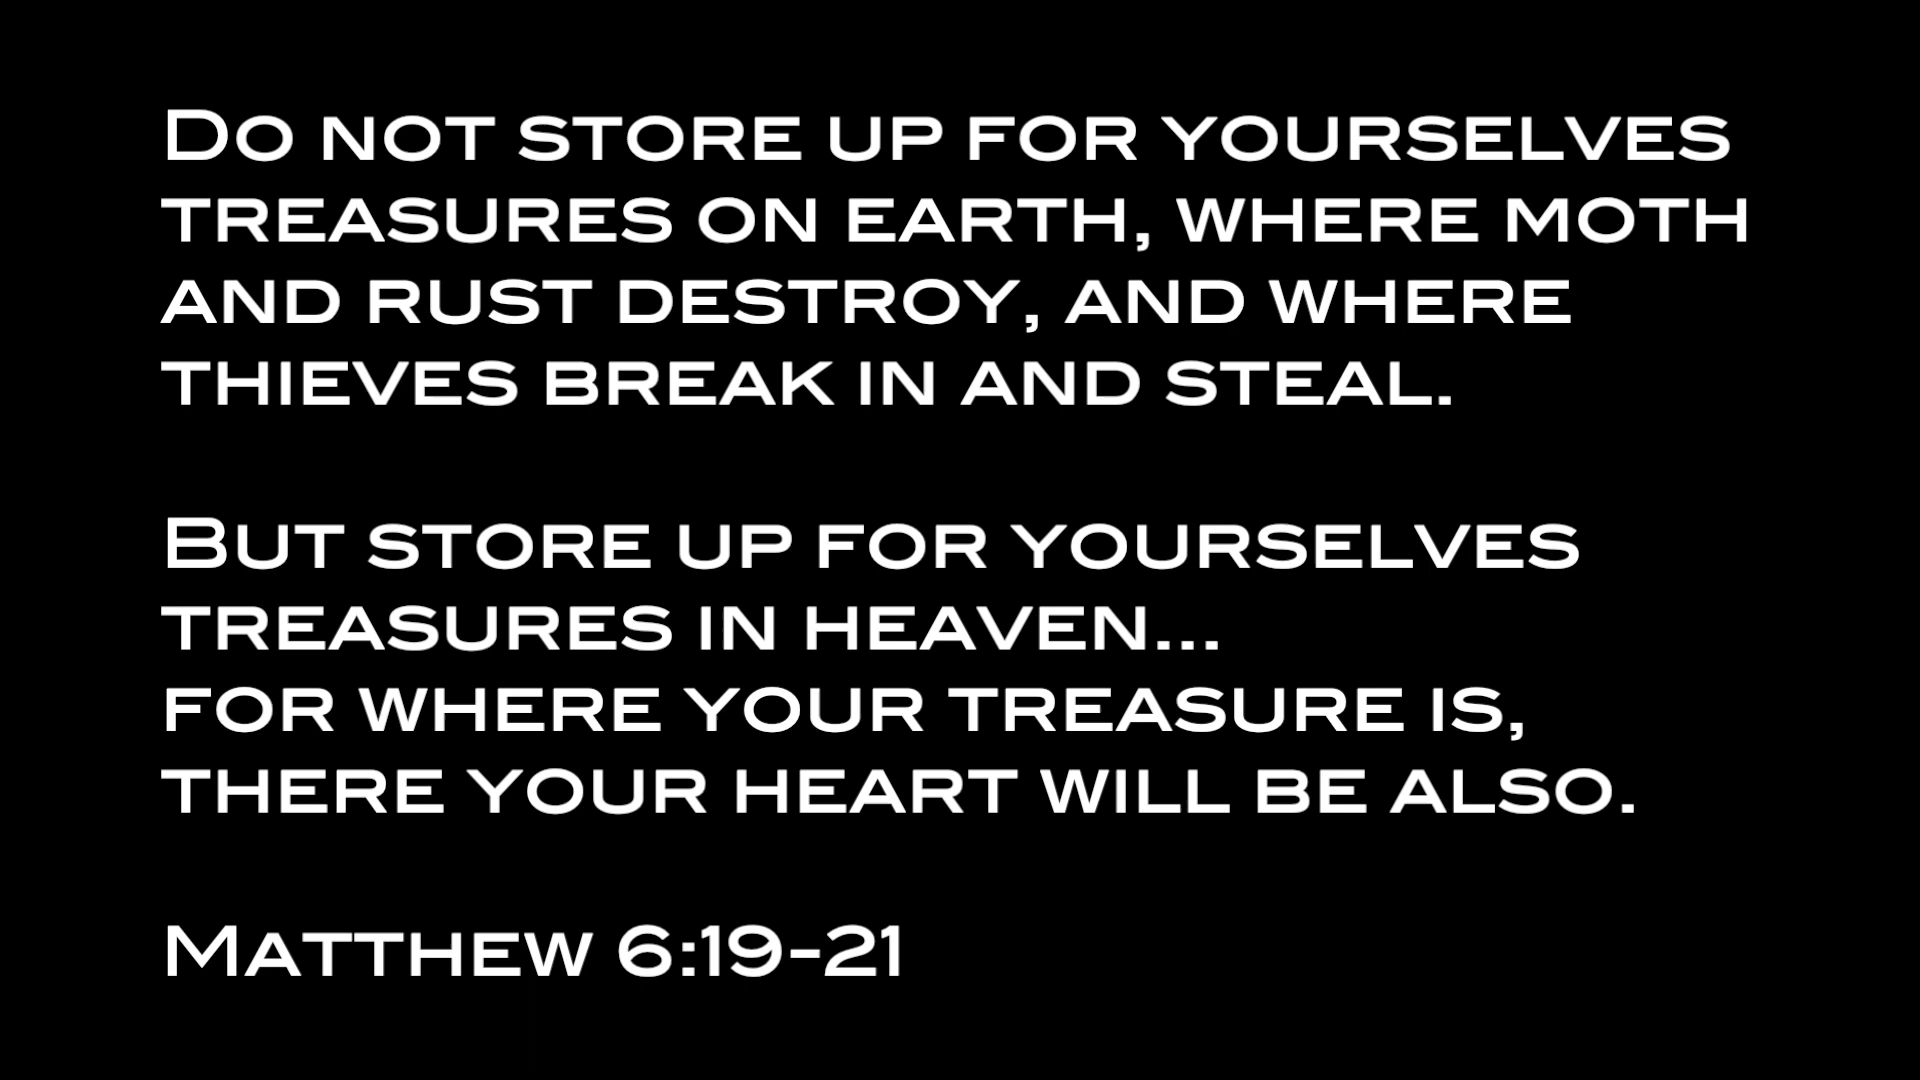 Do not store up for yourselves
treasures on earth, where moth
and rust destroy, and where
thieves break in and steal.
But store up for yourselves
treasures in heaven...
for where your treasure is,
there your heart will be also.
Matthew 6:19-21